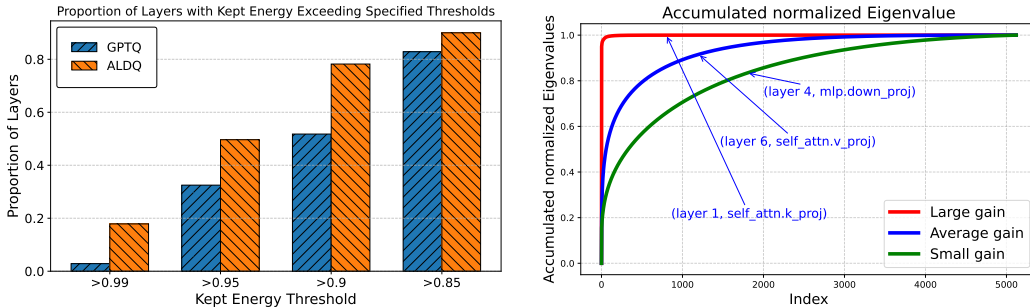 Proportion of Layers with Kept Energy Exceeding Specified Thresholds
Proportion of Layers
0.8
0.6
0.4
0.2
0.0
GPTQ
ALDQ
>0.99
>0.95
>0.9
>0.85
Kept Energy Threshold
Accumulated normalized Eigenvalue
Accumulated normalized Eigenvalues
1.0
0.8
0.6
0.4
0.2
0.0
(layer 4, mlp.down_proj)
(layer 6, self_attn.v_proj)
(layer 1, self_attn.k_proj)
Large gain
Average gain
Small gain
0
1000
2000
3000
4000
5000
Index